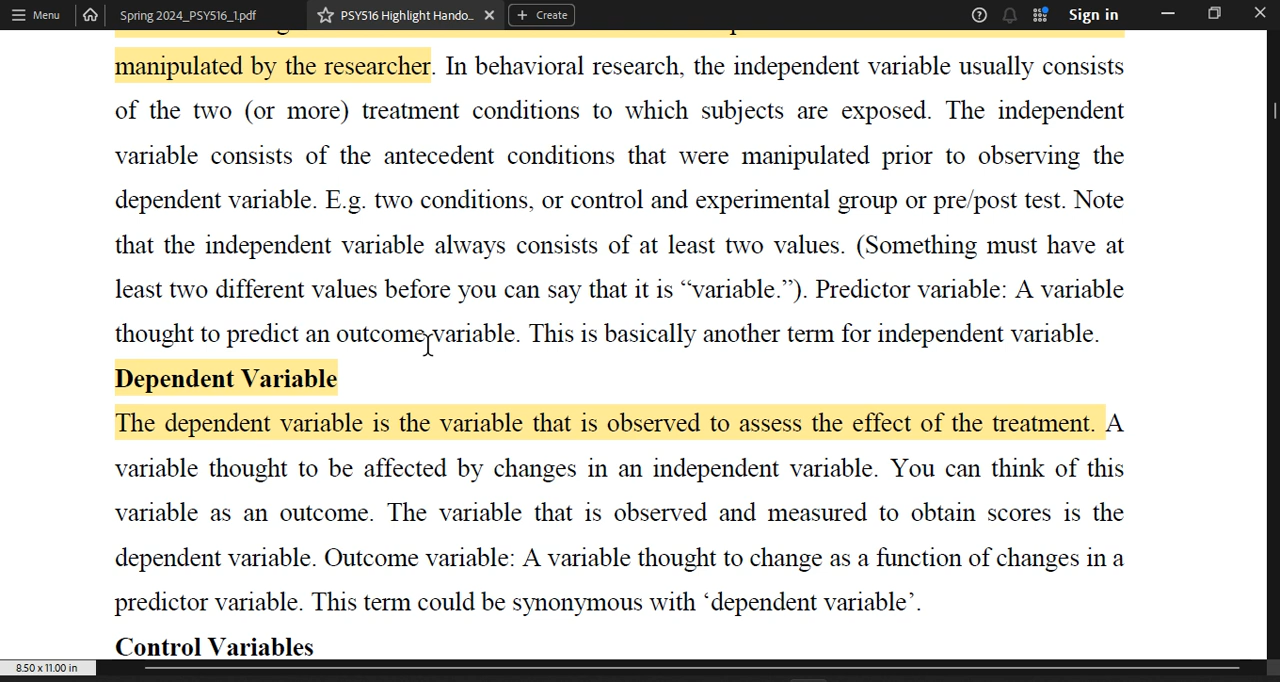 Menu
Spring 2024_PSY516_1.pdf
PSY516 Highlight Hando...
Create
Sign in
manipulated by the researcher. In behavioral research, the independent variable usually consists
of the two (or more) treatment conditions to which subjects are exposed. The independent
variable consists of the antecedent conditions that were manipulated prior to observing the
dependent variable. E.g. two conditions, or control and experimental group or pre/post test. Note
that the independent variable always consists of at least two values. (Something must have at
least two different values before you can say that it is “variable.”). Predictor variable: A variable
thought to predict an outcome variable. This is basically another term for independent variable.
Dependent Variable
The dependent variable is the variable that is observed to assess the effect of the treatment. A
variable thought to be affected by changes in an independent variable. You can think of this
variable as an outcome. The variable that is observed and measured to obtain scores is the
dependent variable. Outcome variable: A variable thought to change as a function of changes in a
predictor variable. This term could be synonymous with ‘dependent variable’.
Control Variables
8.50 x 11.00 in